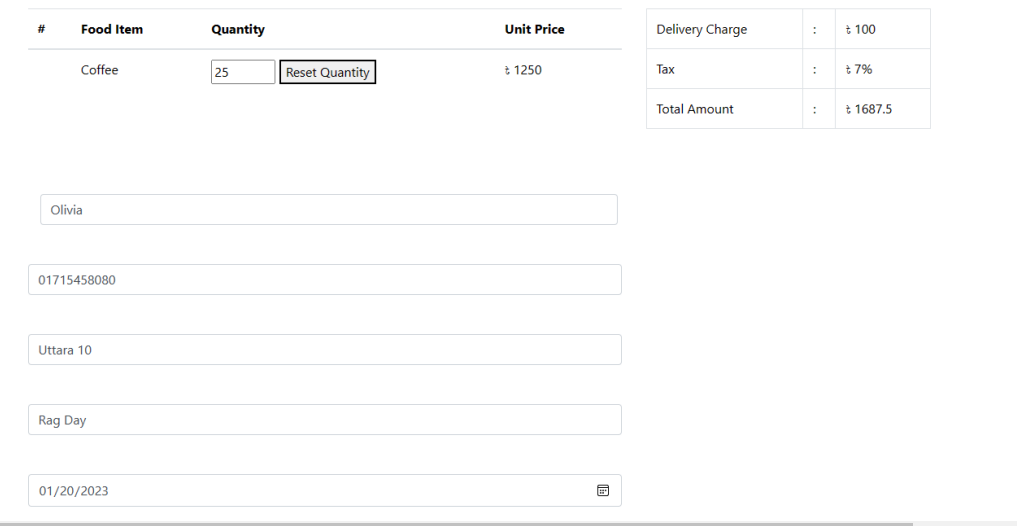 # Food Item Quantity Unit Price
Coffee 25 Reset Quantity ৳ 1250
Delivery Charge : ৳ 100
Tax : ৳ 7%
Total Amount : ৳ 1687.5
Olivia
01715458080
Uttara 10
Rag Day
01/20/2023